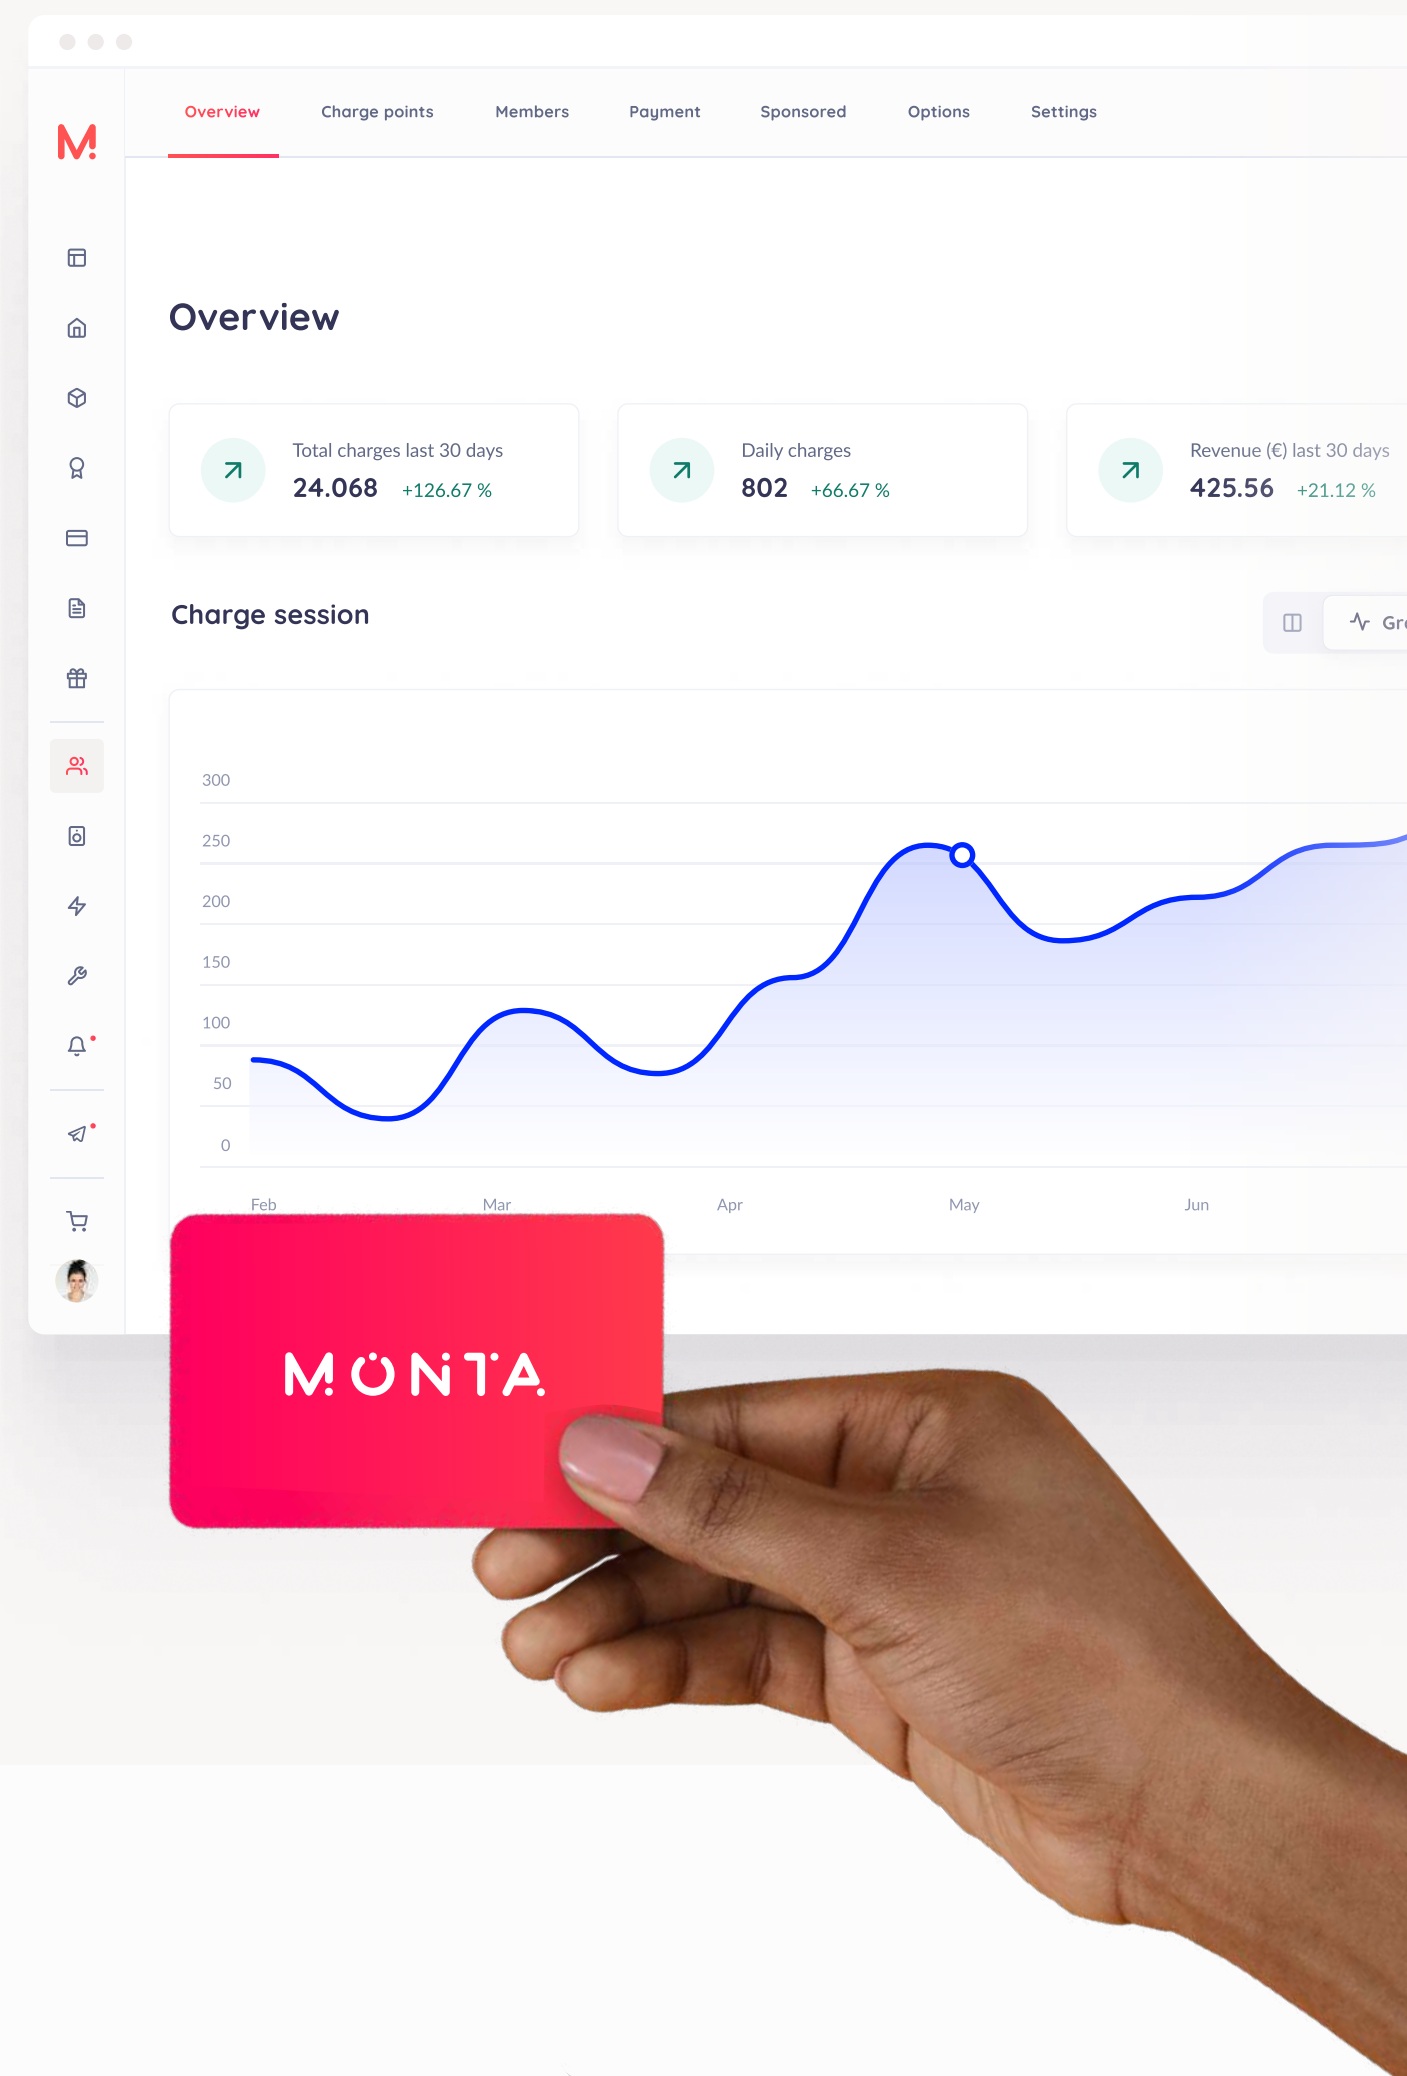 Overview Charge points Members Payment Sponsored Options Settings
M
Overview
Total charges last 30 days
24.068 +126.67 %
Daily charges
802 +66.67 %
Revenue (€) last 30 days
425.56 +21.12 %
Charge session
300
250
200
150
100
50
0
Feb Mar Apr May Jun
MONTA